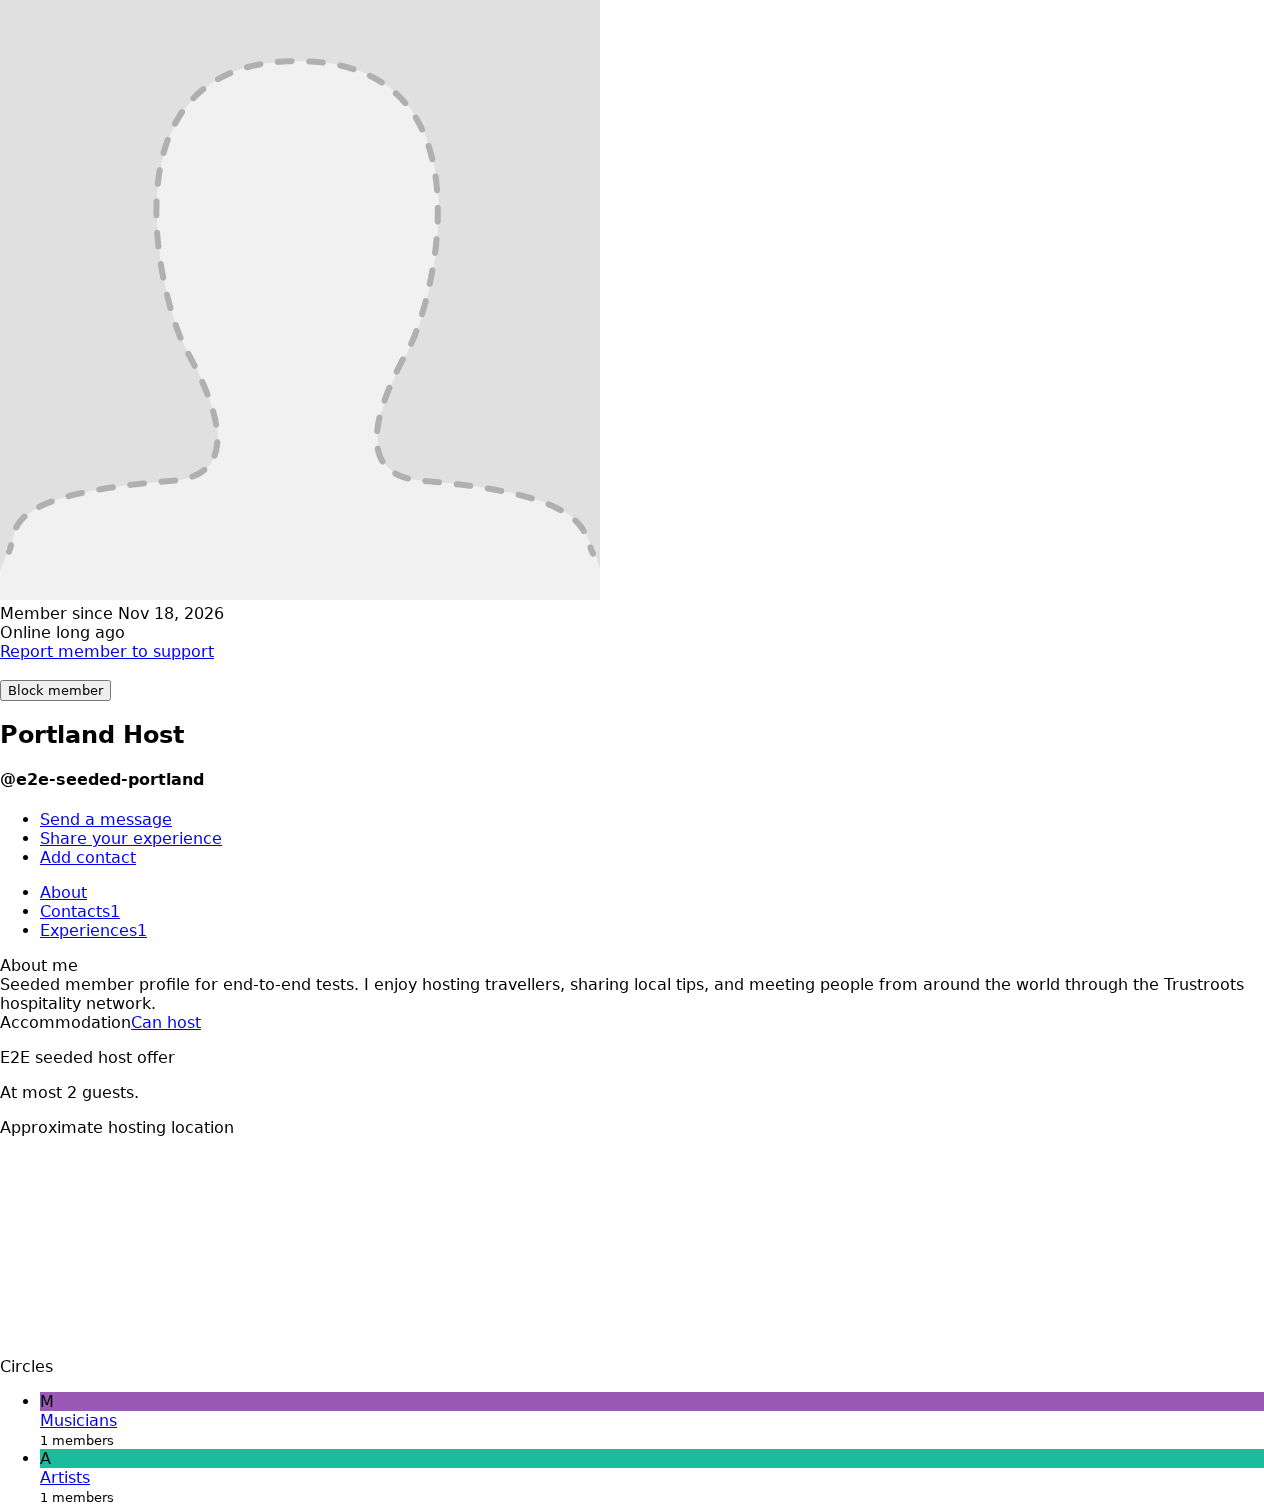 Member since Nov 18, 2026
Online long ago
Report member to support
Block member
Portland Host
@e2e-seeded-portland
Send a message
Share your experience
Add contact
About
Contacts1
Experiences1
About me
Seeded member profile for end-to-end tests. I enjoy hosting travellers, sharing local tips, and meeting people from around the world through the Trustroots
hospitality network.
AccommodationCan host
E2E seeded host offer
At most 2 guests.
Approximate hosting location
Circles
M
Musicians
1 members
A
Artists
1 members